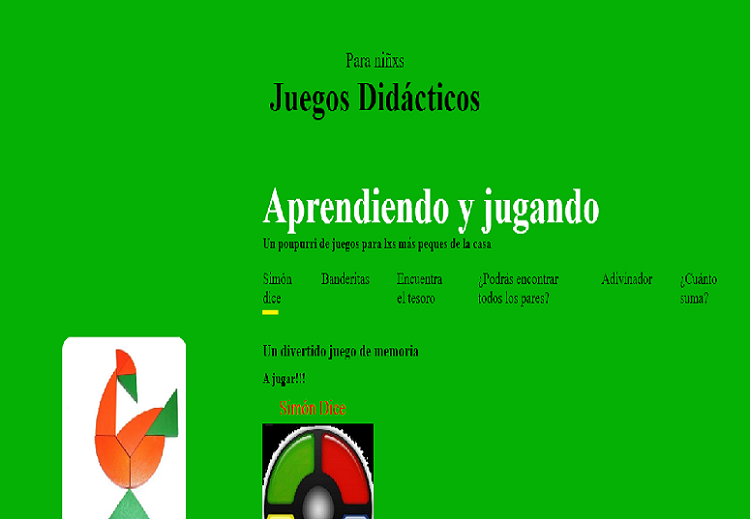 Para niñxs
Juegos Didácticos
Aprendiendo y jugando
Un poupurri de juegos para lxs más peques de la casa
Simón dice
Banderitas
Encuentra el tesoro
¿Podras encontrar todos los pares?
Adivinador
¿Cuánto suma?
Un divertido juego de memoria
A jugar!!!
Simón Dice